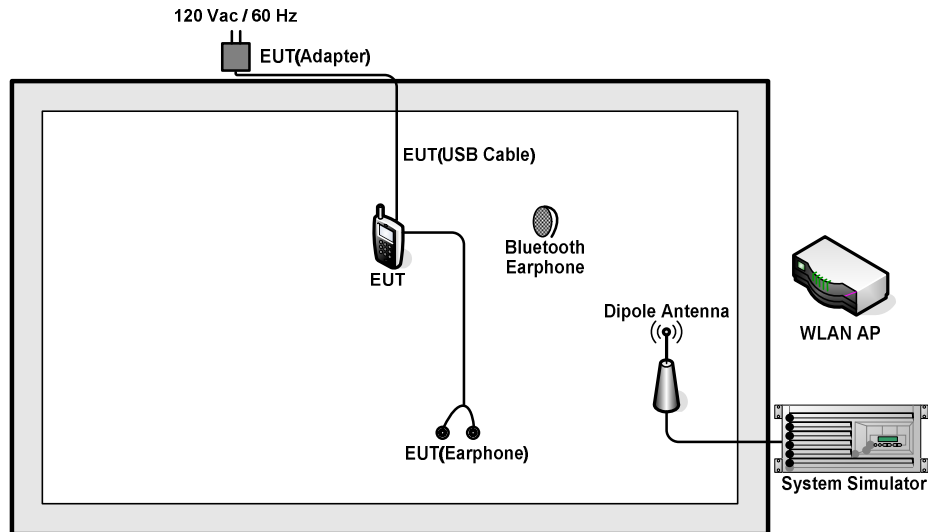 120 Vac / 60 Hz
EUT(Adapter)
EUT(USB Cable)
Bluetooth
Earphone
EUT
Dipole Antenna
WLAN AP
EUT(Earphone)
System Simulator